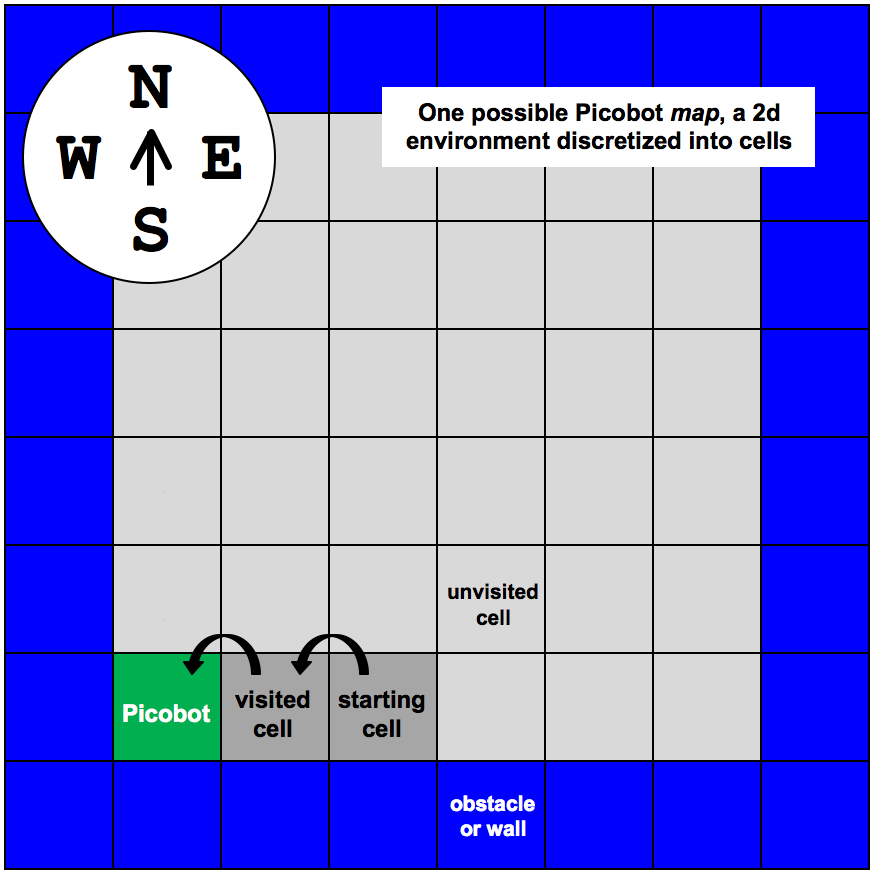 N
W E
S
One possible Picobot map, a 2d
environment discretized into cells
unvisited
cell
Picobot
visited
cell
starting
cell
obstacle
or wall